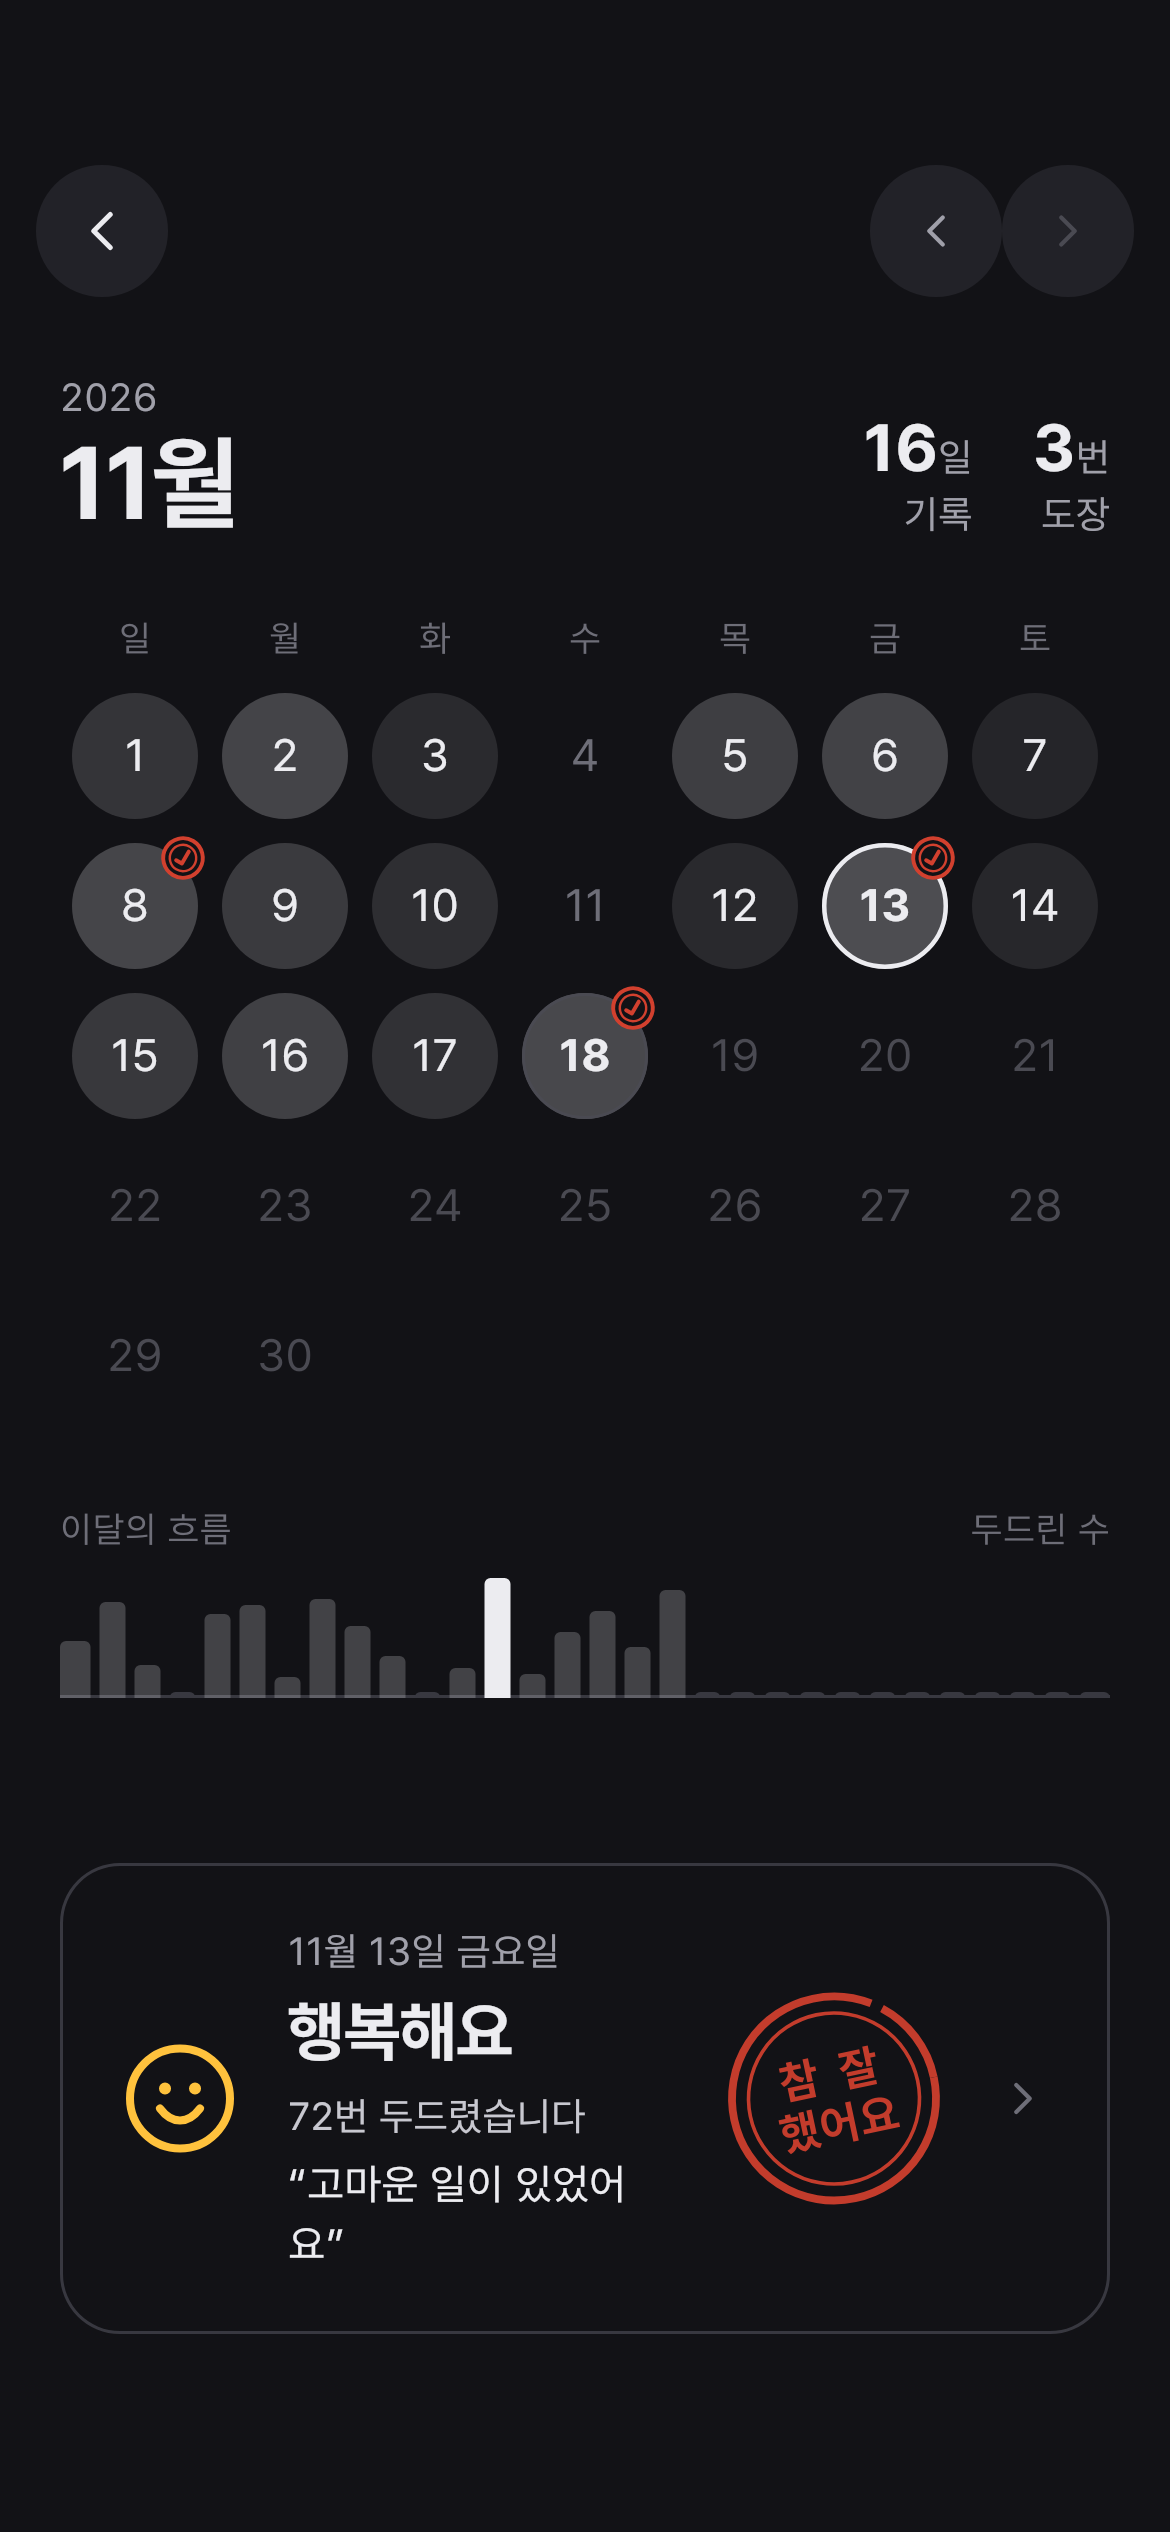 2026
11월
16일
기록
3번
도장
일 월 화 수 목 금 토
1 2 3 4 5 6 7
8 9 10 11 12 13 14
15 16 17 18 19 20 21
22 23 24 25 26 27 28
29 30
이달의 흐름
두드린 수
11월 13일 금요일
행복해요
72번 두드렸습니다
“고마운 일이 있었어
요”
참 잘
했어요